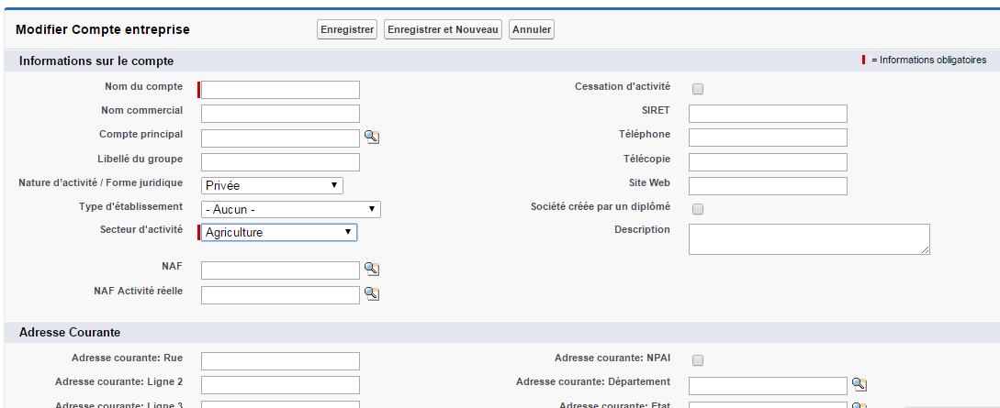 Modifier Compte entreprise
Enregistrer Enregistrer et Nouveau Annuler
Informations sur le compte
= Informations obligatoires
Nom du compte
Cessation d'activité
Nom commercial
SIRET
Compte principal
Téléphone
Libellé du groupe
Télécopie
Nature d'activité / Forme juridique Privée
Site Web
Type d'établissement - Aucun -
Société créée par un diplômé
Secteur d'activité Agriculture
Description
NAF
NAF Activité réelle
Adresse Courante
Adresse courante: Rue
Adresse courante: NPAI
Adresse courante: Ligne 2
Adresse courante: Département
Adresse courante: Ligne 3
Adresse courante: Etat